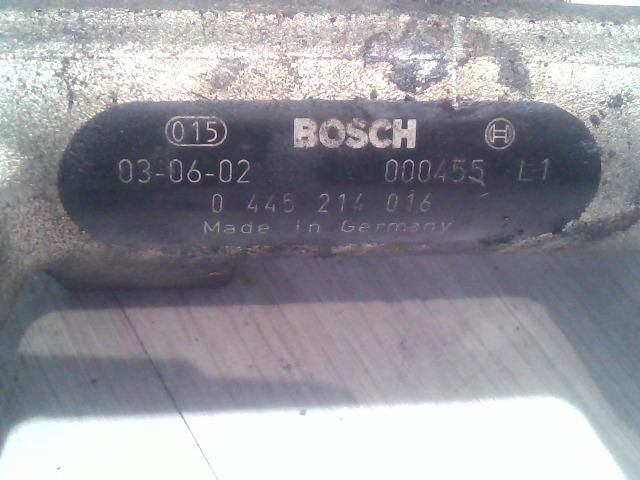 015 BOSCH H
03-06-02 000455 L1
0 445 214 016
Made in Germany